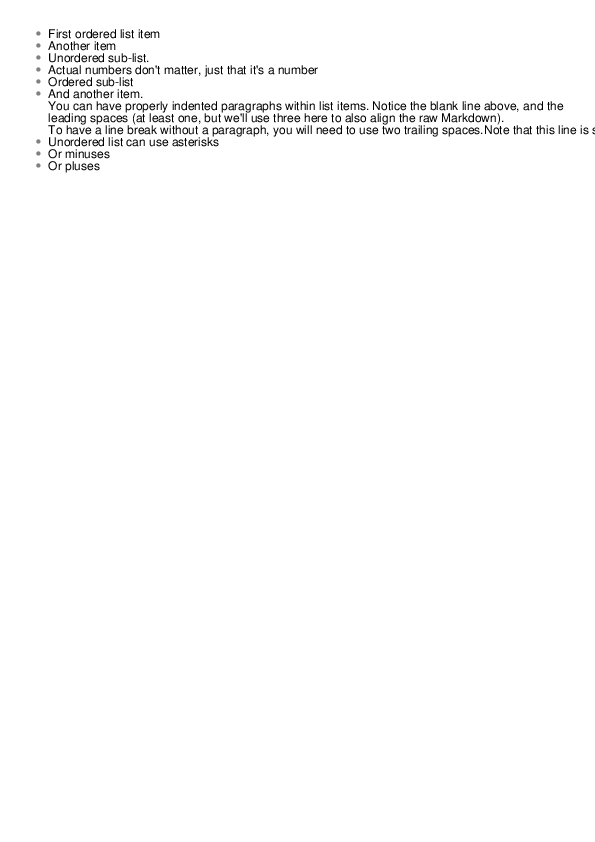 • First ordered list item
• Another item
• Unordered sub-list.
• Actual numbers don't matter, just that it's a number
• Ordered sub-list
• And another item.
You can have properly indented paragraphs within list items. Notice the blank line above, and the
leading spaces (at least one, but we'll use three here to also align the raw Markdown).
To have a line break without a paragraph, you will need to use two trailing spaces.Note that this line is
• Unordered list can use asterisks
• Or minuses
• Or pluses